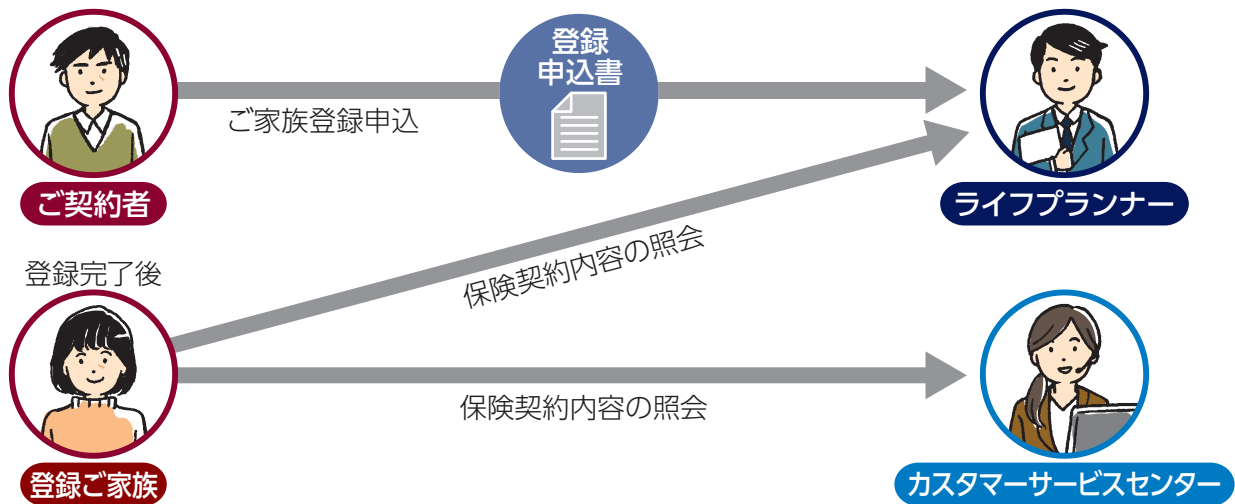 登録
申込書
ご家族登録申込
ご契約者
ライフプランナー
保険契約内容の照会
登録完了後
保険契約内容の照会
登録ご家族
カスタマーサービスセンター